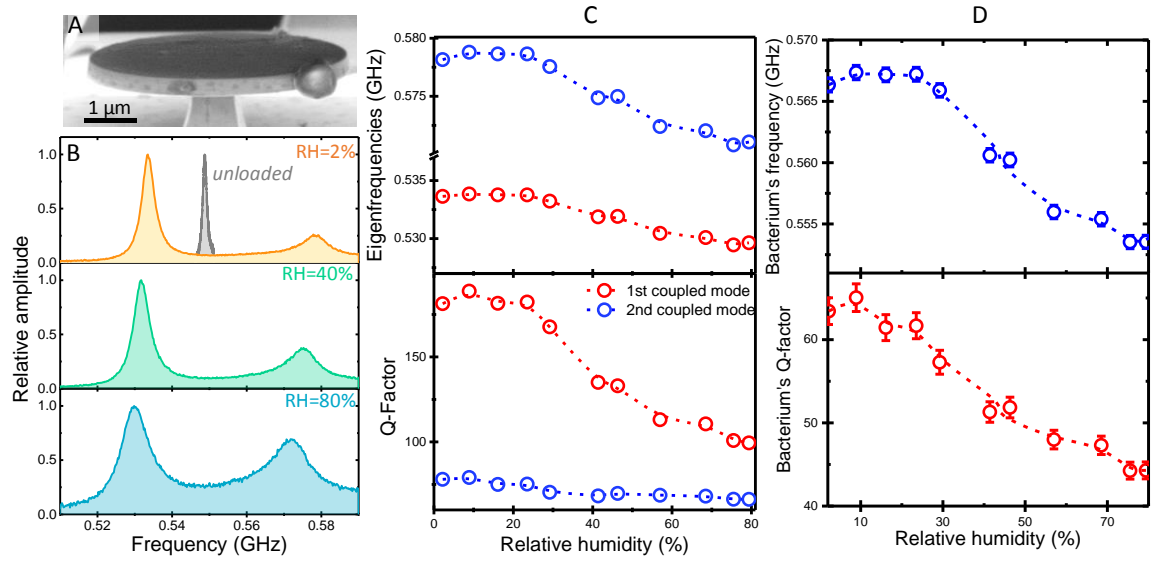 A
1 µm
B
RH=2%
unloaded
RH=40%
RH=80%
Relative amplitude
1.0
0.5
1.0
0.5
0.0
1.0
0.5
0.0
0.52
0.54
0.56
0.58
Frequency (GHz)
C
Eigenfrequencies (GHz)
0.580
0.575
0.535
0.530
1st coupled mode
2nd coupled mode
Q-Factor
150
100
0
20
40
60
80
Relative humidity (%)
D
Bacterium's frequency (GHz)
0.570
0.565
0.560
0.555
Bacterium's Q-factor
60
50
40
10
30
50
70
Relative humidity (%)